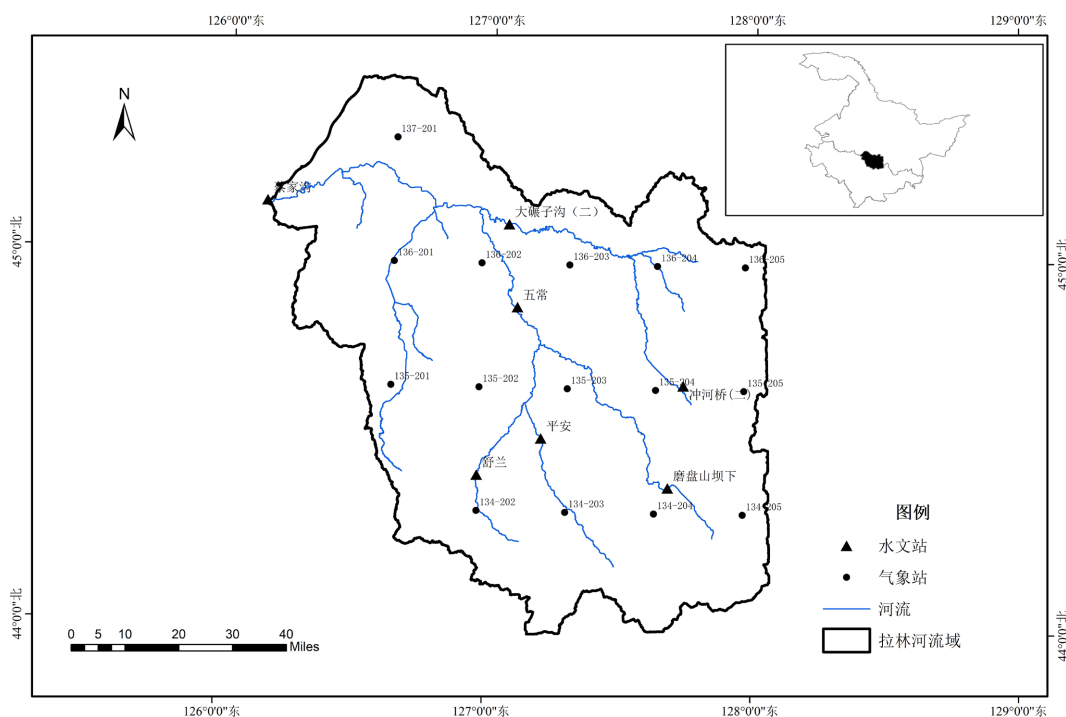 126°0'0"东 127°0'0"东 128°0'0"东 129°0'0"东
N
137-201
蔡家沟
大碾子沟（二）
45°0'0"北
45°0'0"北
136-201
136-202
136-203
136-204
136-205
五常
135-201
135-202
135-203
135-204
135-205
冲河桥(二)
平安
舒兰
磨盘山坝下
134-202
134-203
134-204
134-205
图例
水文站
气象站
河流
拉林河流域
44°0'0"北
44°0'0"北
0 5 10 20 30 40
Miles
126°0'0"东 127°0'0"东 128°0'0"东 129°0'0"东